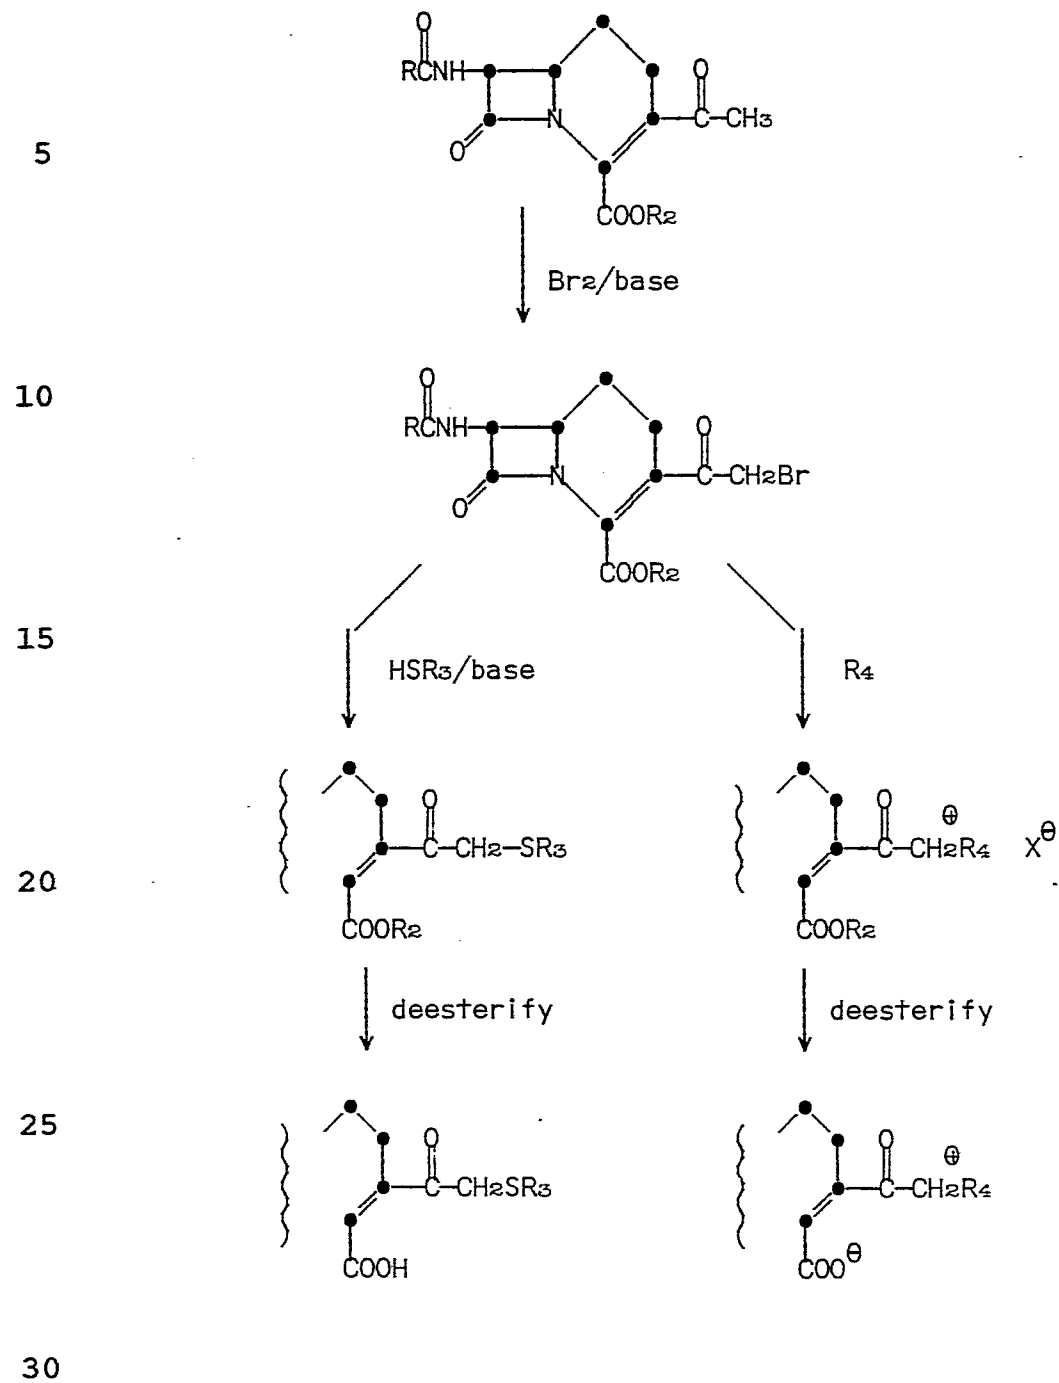 O
RCNH
O
N
C—CH3
5
O
COOR2
Br2/base
10
O
RCNH
O
N
C—CH2Br
O
COOR2
15
HSR3/base
R4
O
C—CH2—SR3
O
⊕
C—CH2R4
X⊖
20
COOR2
COOR2
deesterify
deesterify
25
O
C—CH2SR3
O
⊕
C—CH2R4
COOH
COO⊖
30